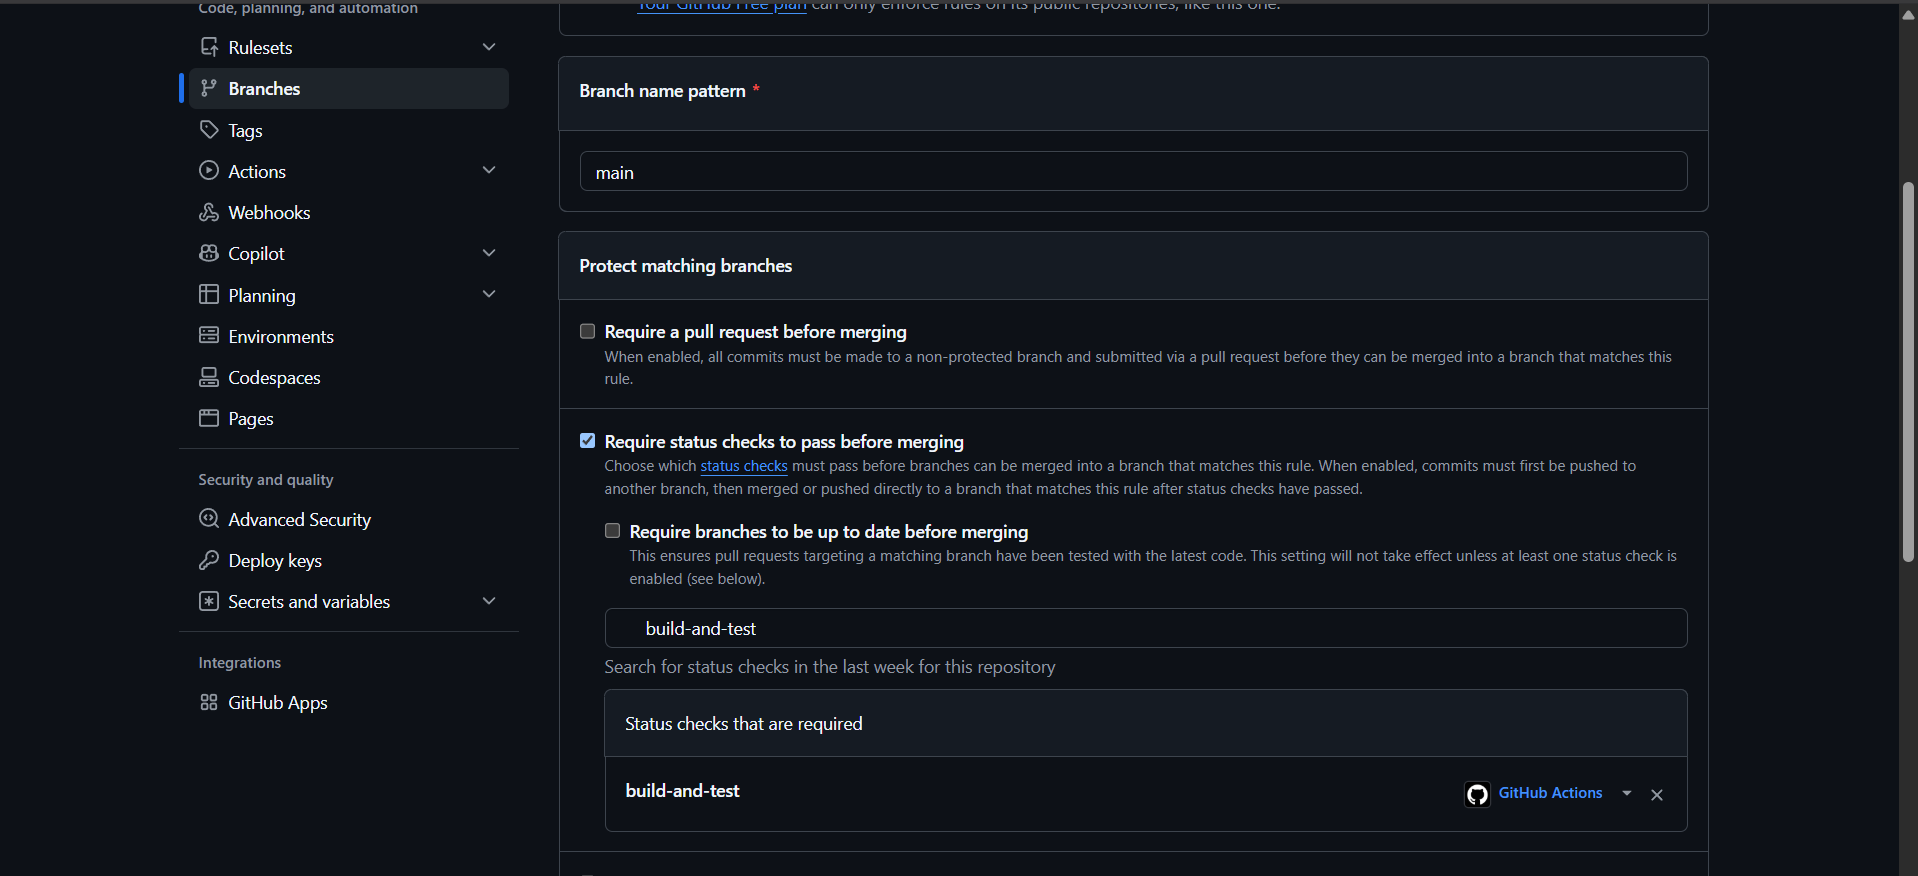 Code, planning, and automation
Rulesets
Branches
Tags
Actions
Webhooks
Copilot
Planning
Environments
Codespaces
Pages
Security and quality
Advanced Security
Deploy keys
Secrets and variables
Integrations
GitHub Apps
Your GitHub Free plan can only enforce rules on its public repositories, like this one.
Branch name pattern *
main
Protect matching branches
Require a pull request before merging
When enabled, all commits must be made to a non-protected branch and submitted via a pull request before they can be merged into a branch that matches this
rule.
Require status checks to pass before merging
Choose which status checks must pass before branches can be merged into a branch that matches this rule. When enabled, commits must first be pushed to
another branch, then merged or pushed directly to a branch that matches this rule after status checks have passed.
Require branches to be up to date before merging
This ensures pull requests targeting a matching branch have been tested with the latest code. This setting will not take effect unless at least one status check is
enabled (see below).
build-and-test
Search for status checks in the last week for this repository
Status checks that are required
build-and-test
GitHub Actions